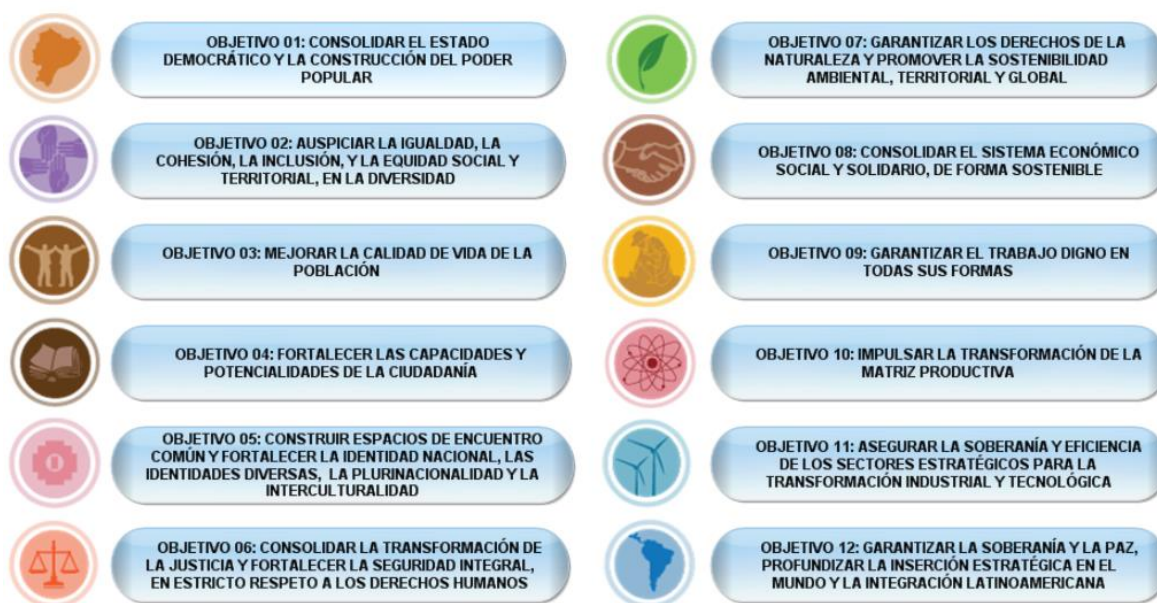 OBJETIVO 01: CONSOLIDAR EL ESTADO
DEMOCRÁTICO Y LA CONSTRUCCIÓN DEL PODER
POPULAR
OBJETIVO 02: AUSPICIAR LA IGUALDAD, LA
COHESIÓN, LA INCLUSIÓN, Y LA EQUIDAD SOCIAL Y
TERRITORIAL, EN LA DIVERSIDAD
OBJETIVO 03: MEJORAR LA CALIDAD DE VIDA DE LA
POBLACIÓN
OBJETIVO 04: FORTALECER LAS CAPACIDADES Y
POTENCIALIDADES DE LA CIUDADANÍA
OBJETIVO 05: CONSTRUIR ESPACIOS DE ENCUENTRO
COMÚN Y FORTALECER LA IDENTIDAD NACIONAL, LAS
IDENTIDADES DIVERSAS, LA PLURINACIONALIDAD Y LA
INTERCULTURALIDAD
OBJETIVO 06: CONSOLIDAR LA TRANSFORMACIÓN DE
LA JUSTICIA Y FORTALECER LA SEGURIDAD INTEGRAL,
EN ESTRICTO RESPETO A LOS DERECHOS HUMANOS
OBJETIVO 07: GARANTIZAR LOS DERECHOS DE LA
NATURALEZA Y PROMOVER LA SOSTENIBILIDAD
AMBIENTAL, TERRITORIAL Y GLOBAL
OBJETIVO 08: CONSOLIDAR EL SISTEMA ECONÓMICO
SOCIAL Y SOLIDARIO, DE FORMA SOSTENIBLE
OBJETIVO 09: GARANTIZAR EL TRABAJO DIGNO EN
TODAS SUS FORMAS
OBJETIVO 10: IMPULSAR LA TRANSFORMACIÓN DE LA
MATRIZ PRODUCTIVA
OBJETIVO 11: ASEGURAR LA SOBERANÍA Y EFICIENCIA
DE LOS SECTORES ESTRATÉGICOS PARA LA
TRANSFORMACIÓN INDUSTRIAL Y TECNOLÓGICA
OBJETIVO 12: GARANTIZAR LA SOBERANÍA Y LA PAZ,
PROFUNDIZAR LA INSERCIÓN ESTRATÉGICA EN EL
MUNDO Y LA INTEGRACIÓN LATINOAMERICANA